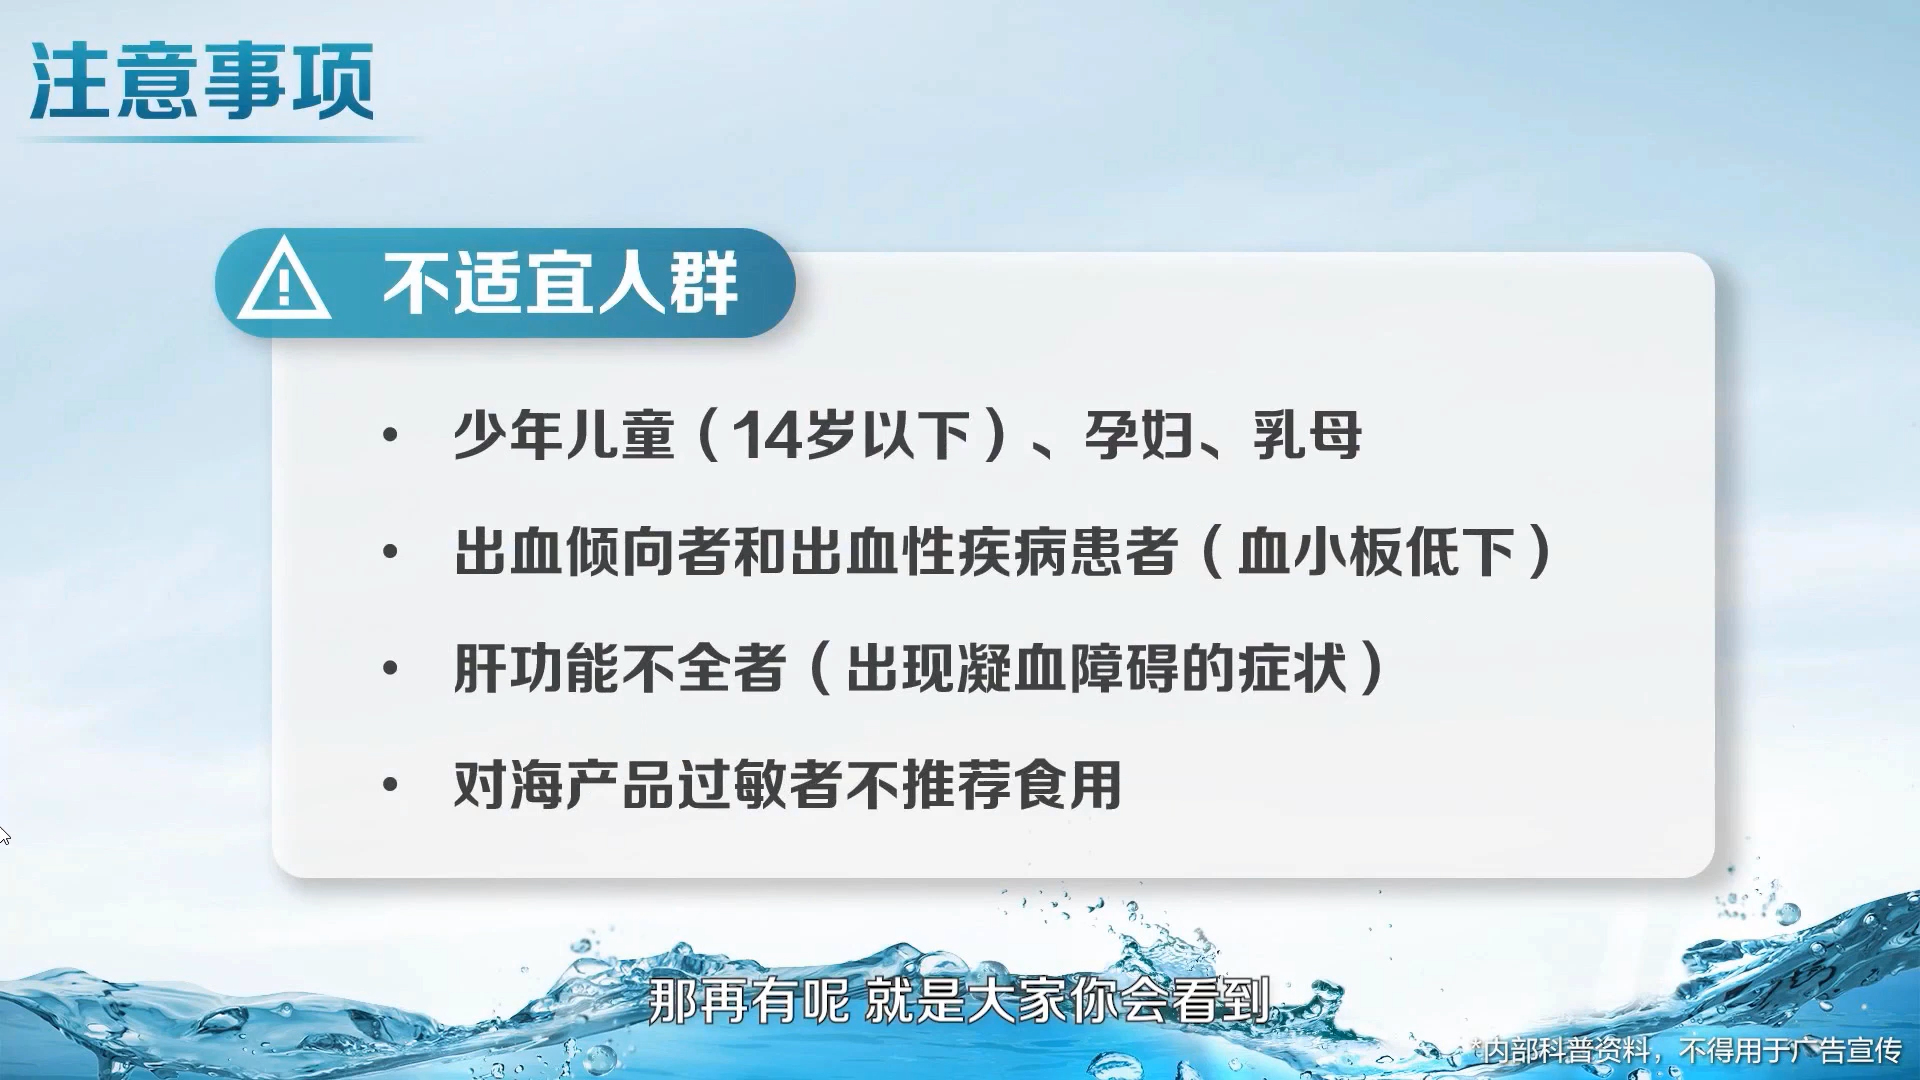 注意事项
不适宜人群
• 少年儿童（14岁以下）、孕妇、乳母
• 出血倾向者和出血性疾病患者（血小板低下）
• 肝功能不全者（出现凝血障碍的症状）
• 对海产品过敏者不推荐食用
那再有呢 就是大家你会看到
*内部科普资料，不得用于广告宣传